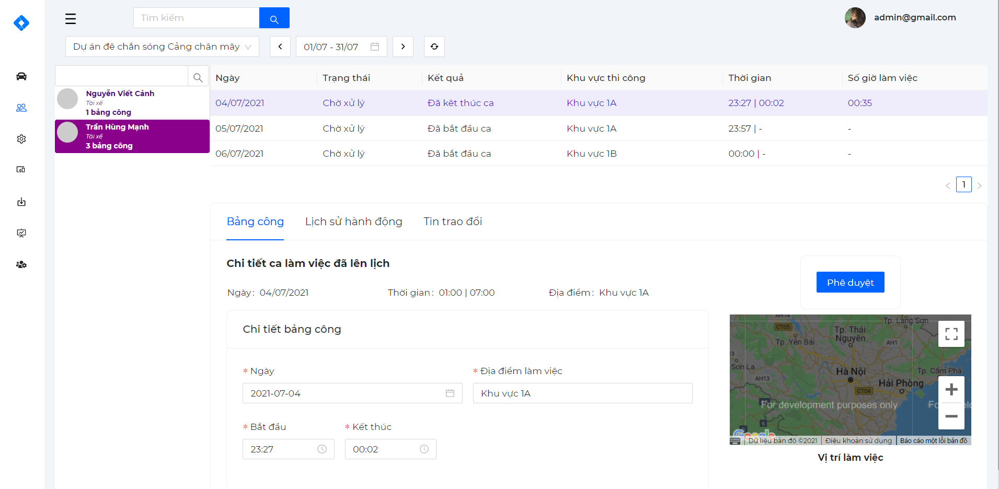 Tìm kiếm
admin@gmail.com
Dự án đê chắn sóng Cảng chân mây
01/07 - 31/07
Nguyễn Viết Cảnh
Tài xế
1 bảng công
Trần Hùng Mạnh
Tài xế
3 bảng công
Ngày Trạng thái Kết quả Khu vực thi công Thời gian Số giờ làm việc
04/07/2021 Chờ xử lý Đã kêt thúc ca Khu vực 1A 23:27 | 00:02 00:35
05/07/2021 Chờ xử lý Đã bắt đầu ca Khu vực 1A 23:57 | - -
06/07/2021 Chờ xử lý Đã bắt đầu ca Khu vực 1B 00:00 | - -
1
Bảng công Lịch sử hành động Tin trao đổi
Chi tiết ca làm việc đã lên lịch
Ngày: 04/07/2021 Thời gian: 01:00 | 07:00 Địa điểm: Khu vực 1A
Phê duyệt
Chi tiết bảng công
* Ngày * Địa điểm làm việc
2021-07-04 Khu vực 1A
* Bắt đầu * Kết thúc
23:27 00:02
AH14 Tp. Lạng Sơn
CT05 Tp. Thái Nguyên
Tp. Yên Bái AH1
Sơn La
Tp. Cẩm Phả
AH13 Hà Nội
Hải Phòng
CT04
For development purposes only
6
Google
Dữ liệu bản đồ ©2021 Điều khoản sử dụng Báo cáo một lỗi bản đồ
Vị trí làm việc